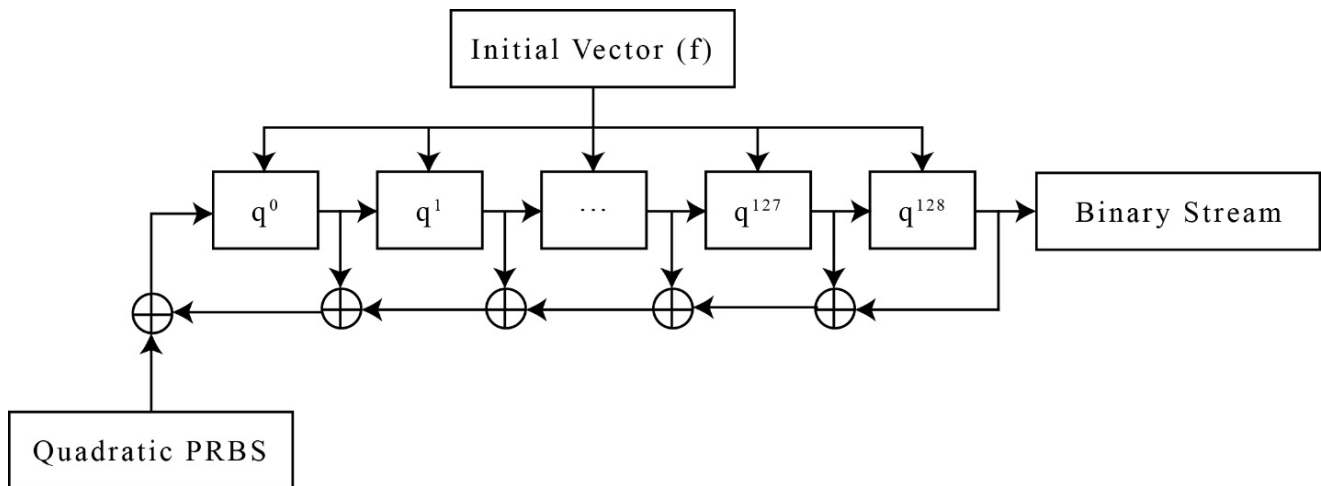 Initial Vector (f)
q⁰ q¹ ... q¹²⁷ q¹²⁸ Binary Stream
Quadratic PRBS